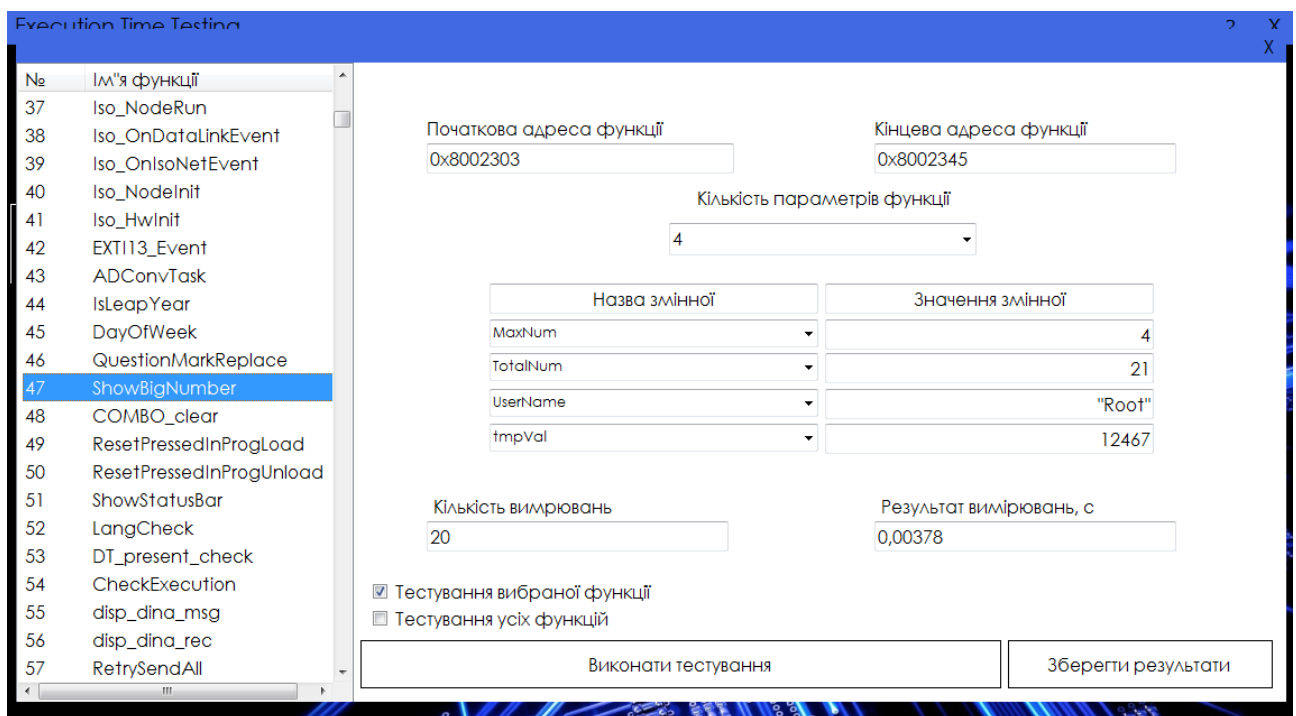 Execution Time Testing ? X
X
№ Ім"я функції
37 Iso_NodeRun
38 Iso_OnDataLinkEvent
39 Iso_OnIsoNetEvent
40 Iso_NodeInit
41 Iso_HwInit
42 EXTI13_Event
43 ADConvTask
44 IsLeapYear
45 DayOfWeek
46 QuestionMarkReplace
47 ShowBigNumber
48 COMBO_clear
49 ResetPressedInProgLoad
50 ResetPressedInProgUnload
51 ShowStatusBar
52 LangCheck
53 DT_present_check
54 CheckExecution
55 disp_dina_msg
56 disp_dina_rec
57 RetrySendAll
Початкова адреса функції Кінцева адреса функції
0x8002303 0x8002345
Кількість параметрів функції
4
Назва змінної Значення змінної
MaxNum 4
TotalNum 21
UserName "Root"
tmpVal 12467
Кількість вимрювань Результат вимірювань, с
20 0,00378
Тестування вибраної функції
Тестування усіх функцій
Виконати тестування Зберегти результати